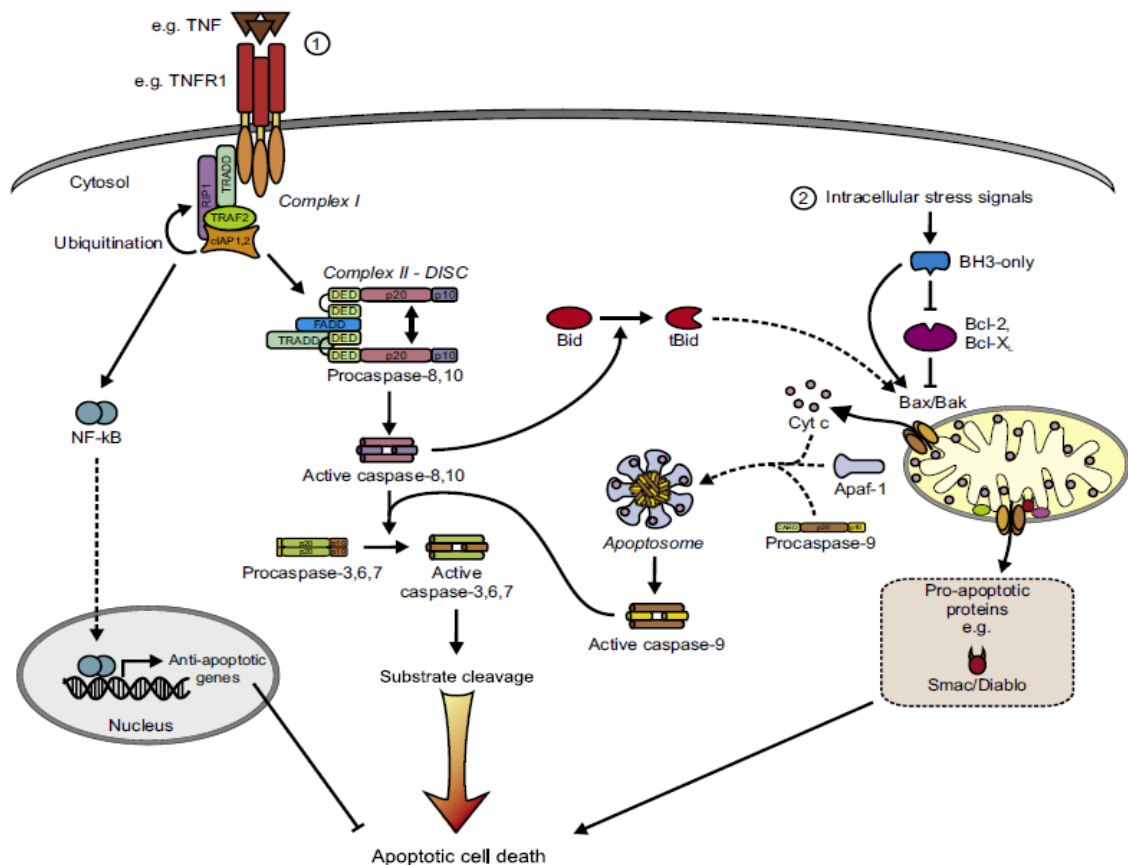 e.g. TNF
1
e.g. TNFR1
Cytosol
RIP1
TRADD
Complex I
TRAF2
cIAP1,2
Ubiquitination
2 Intracellular stress signals
BH3-only
Bcl-2,
Bcl-XL
Bax/Bak
Complex II - DISC
DED p20 p10
DED
FADD
TRADD DED
DED p20 p10
Procaspase-8,10
Bid
tBid
NF-kB
Active caspase-8,10
Cyt c
Apaf-1
CARD p20 p10
Procaspase-9
Apoptosome
p20 p10
p20 p10
Procaspase-3,6,7
Active
caspase-3,6,7
Active caspase-9
Pro-apoptotic
proteins
e.g.
Smac/Diablo
Anti-apoptotic
genes
Nucleus
Substrate cleavage
Apoptotic cell death